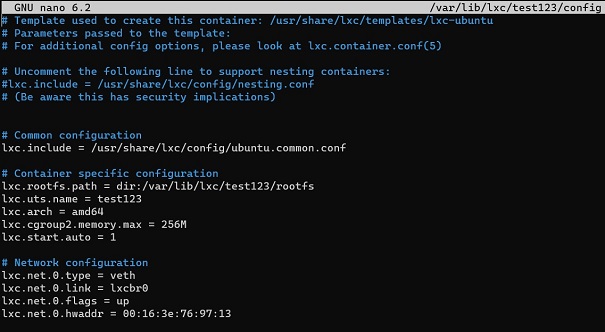 GNU nano 6.2 /var/lib/lxc/test123/config
# Template used to create this container: /usr/share/lxc/templates/lxc-ubuntu
# Parameters passed to the template:
# For additional config options, please look at lxc.container.conf(5)
# Uncomment the following line to support nesting containers:
#lxc.include = /usr/share/lxc/config/nesting.conf
# (Be aware this has security implications)
# Common configuration
lxc.include = /usr/share/lxc/config/ubuntu.common.conf
# Container specific configuration
lxc.rootfs.path = dir:/var/lib/lxc/test123/rootfs
lxc.uts.name = test123
lxc.arch = amd64
lxc.cgroup2.memory.max = 256M
lxc.start.auto = 1
# Network configuration
lxc.net.0.type = veth
lxc.net.0.link = lxcbr0
lxc.net.0.flags = up
lxc.net.0.hwaddr = 00:16:3e:76:97:13